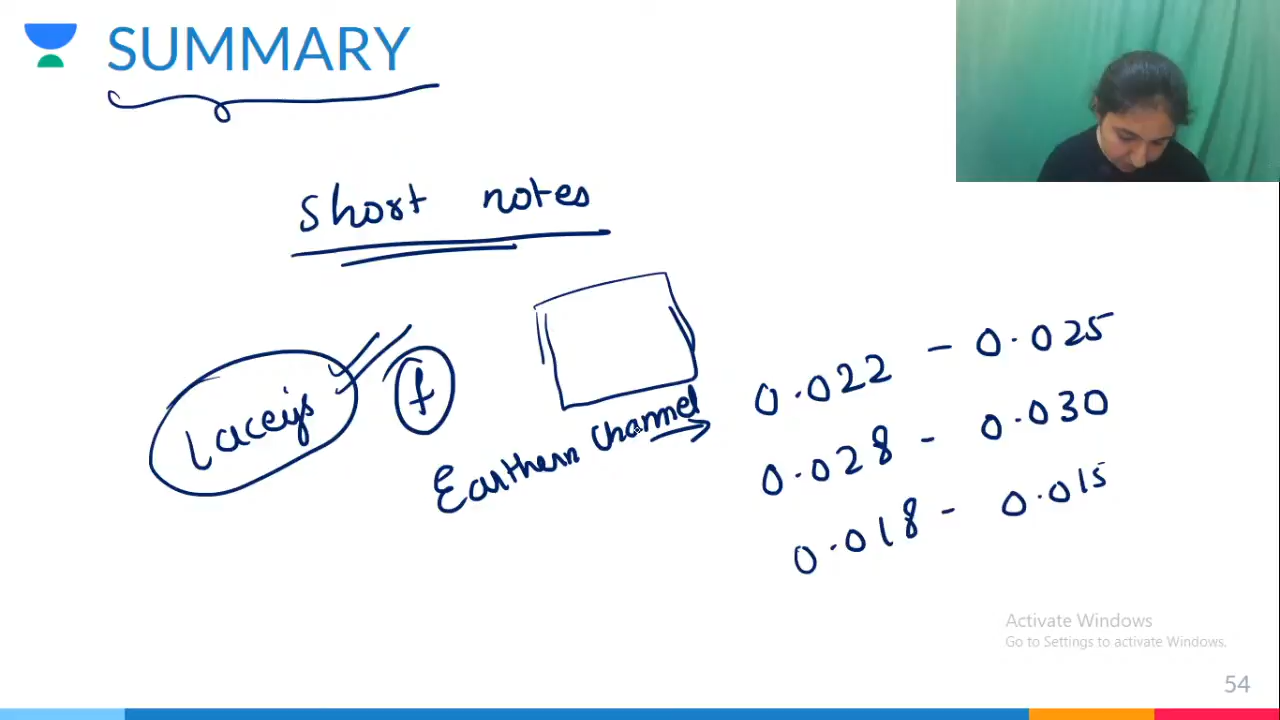 SUMMARY
short notes
Lacey's
f
Earthern channel
0.022 - 0.025
0.028 - 0.030
0.018 - 0.015
Activate Windows
Go to Settings to activate Windows.
54